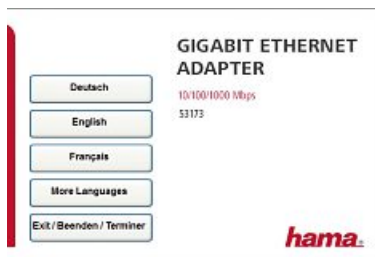 GIGABIT ETHERNET
ADAPTER
10/100/1000 Mbps
53173
Deutsch
English
Français
More Languages
Exit / Beenden / Terminer
hama.